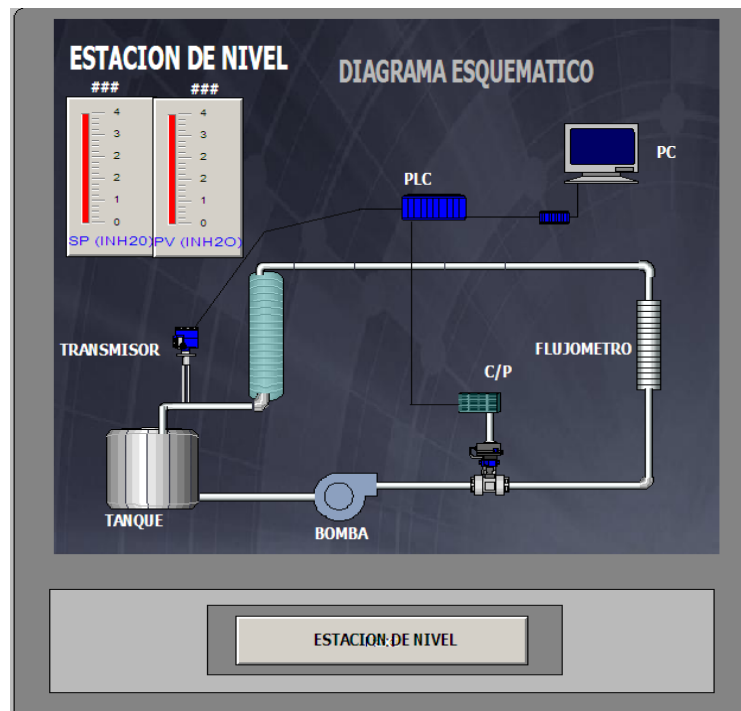 ESTACION DE NIVEL
DIAGRAMA ESQUEMATICO
### ###
4 4
3 3
2 2
2 2
1 1
0 0
SP (INH20) PV (INH2O)
PC
PLC
TRANSMISOR
FLUJOMETRO
C/P
TANQUE
BOMBA
ESTACION DE NIVEL